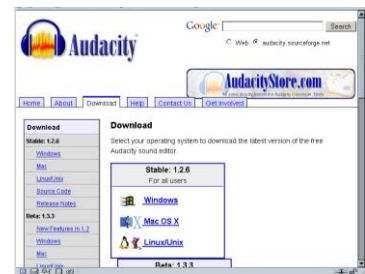 Google
Search
Web
audacity.sourceforge.net
Audacity
AudacityStore.com
Home
About
Download
Help
Contact Us
Get Involved
Download
Stable: 1.2.6
Windows
Mac
Linux/Unix
Source Code
Release Notes
Beta: 1.3.3
New Features in 1.3
Windows
Mac
Linux/Unix
Download
Select your operating system to download the latest version of the free
Audacity sound editor.
Stable: 1.2.6
For all users
Windows
Mac OS X
Linux/Unix
Beta: 1.3.3